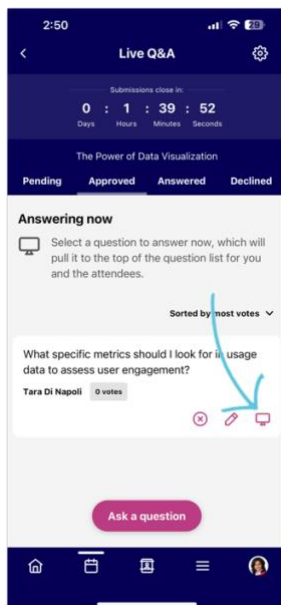 2:50
29
Live Q&A
Submissions close in:
0 : 1 : 39 : 52
Days Hours Minutes Seconds
The Power of Data Visualization
Pending Approved Answered Declined
Answering now
Select a question to answer now, which will
pull it to the top of the question list for you
and the attendees.
Sorted by most votes
What specific metrics should I look for in usage
data to assess user engagement?
Tara Di Napoli 0 votes
Ask a question